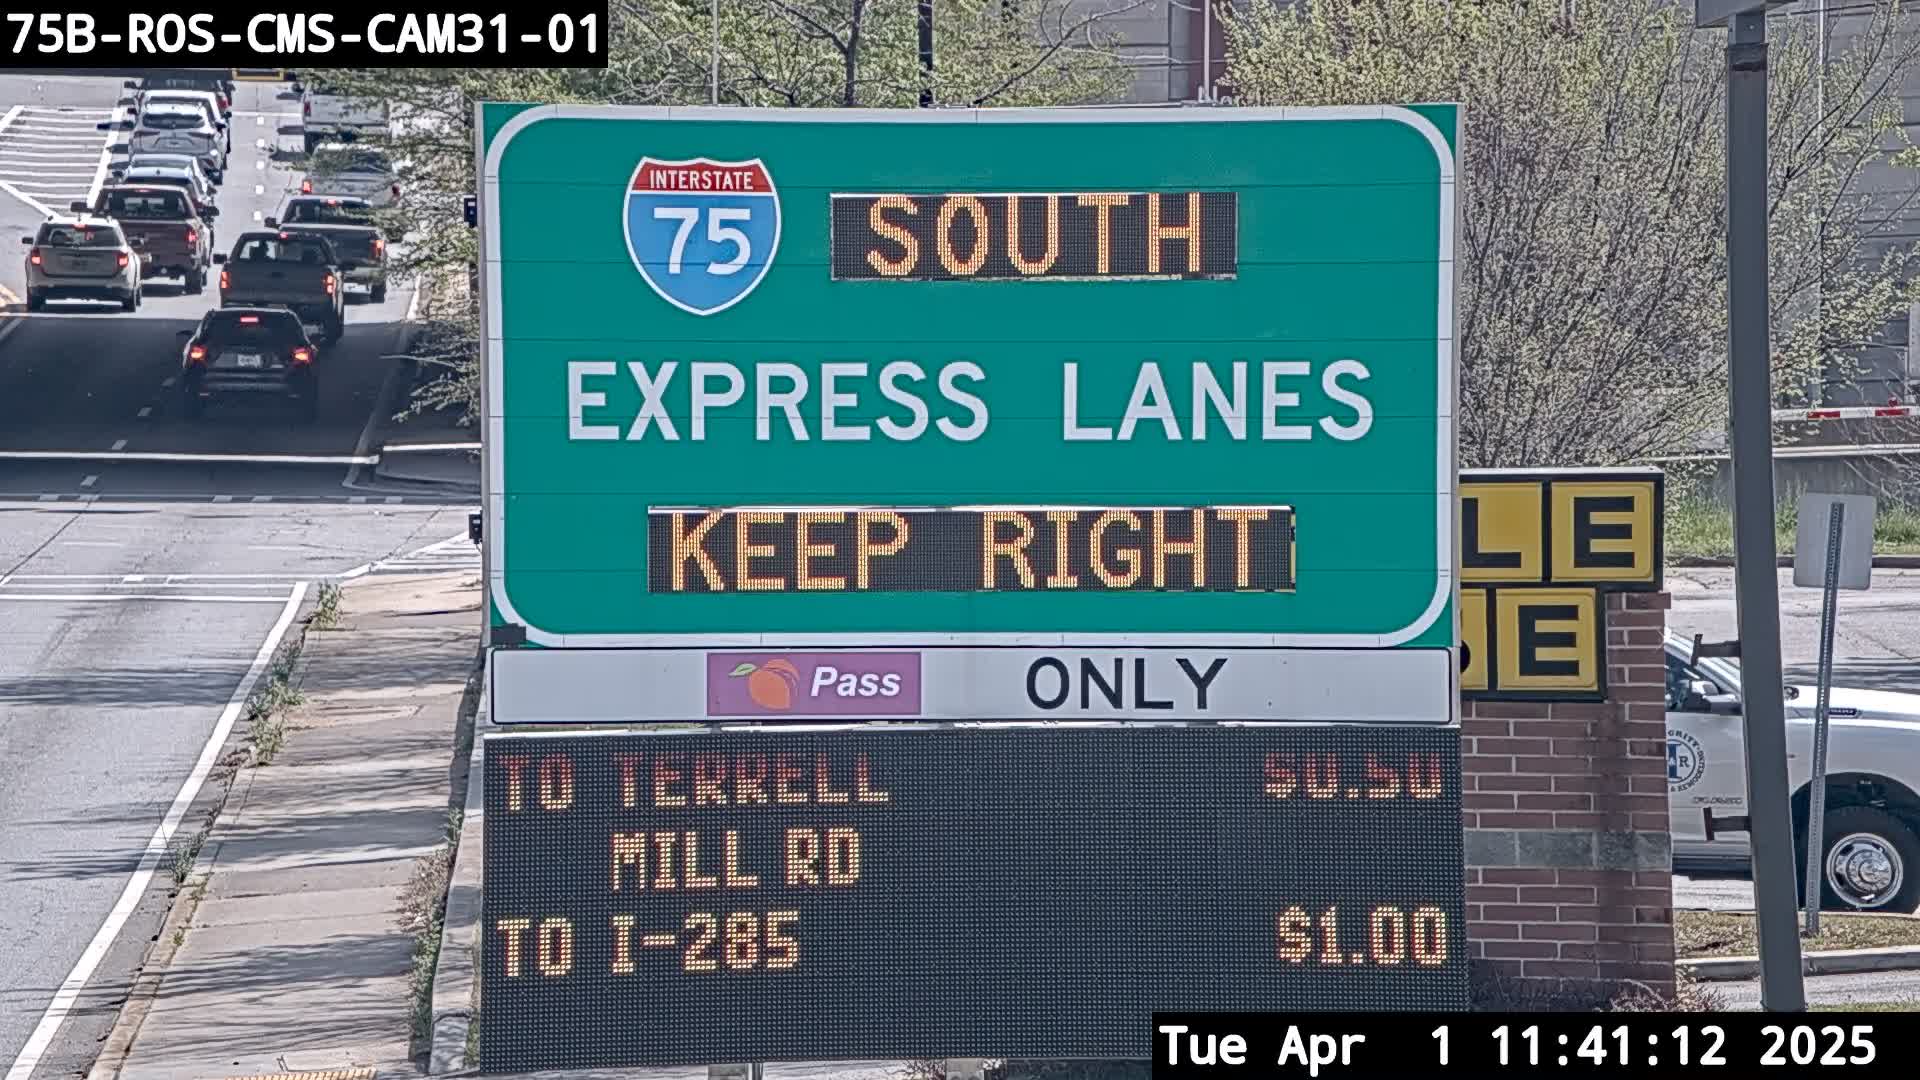 75B-ROS-CMS-CAM31-01
INTERSTATE
75
SOUTH
EXPRESS LANES
KEEP RIGHT
Pass ONLY
TO TERRELL $0.50
MILL RD
TO I-285 $1.00
LE
E
Tue Apr 1 11:41:12 2025